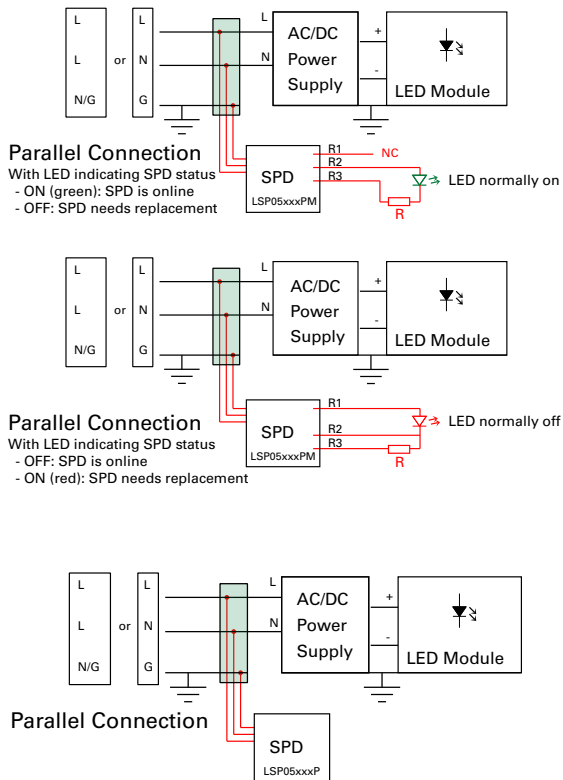 L
L
or
N
N/G
G
L
N
AC/DC
Power
Supply
+
-
LED Module
Parallel Connection
With LED indicating SPD status
- ON (green): SPD is online
- OFF: SPD needs replacement
SPD
LSP05xxxPM
R1
NC
R2
R3
R
LED normally on
L
L
or
N
N/G
G
L
N
AC/DC
Power
Supply
+
-
LED Module
Parallel Connection
With LED indicating SPD status
- OFF: SPD is online
- ON (red): SPD needs replacement
SPD
LSP05xxxPM
R1
R2
R3
R
LED normally off
L
L
or
N
N/G
G
L
N
AC/DC
Power
Supply
+
-
LED Module
Parallel Connection
SPD
LSP05xxxP